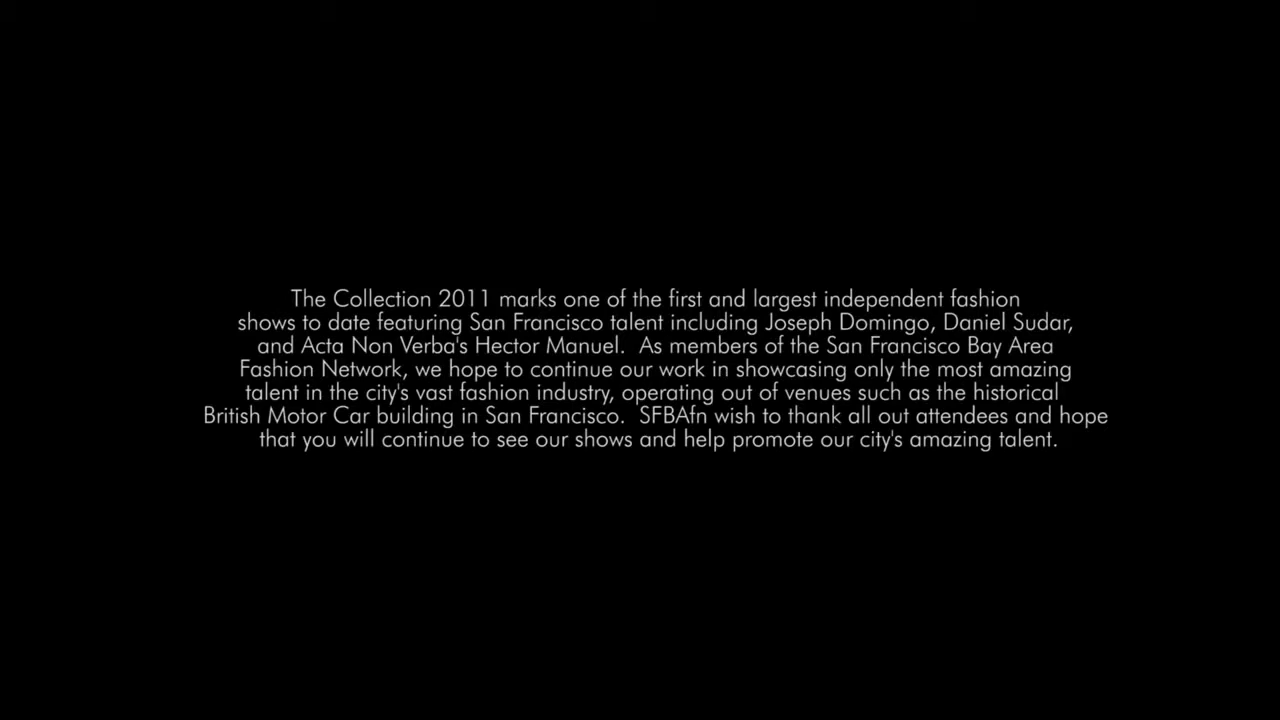 The Collection 2011 marks one of the first and largest independent fashion
shows to date featuring San Francisco talent including Joseph Domingo, Daniel Sudar,
and Acta Non Verba's Hector Manuel.  As members of the San Francisco Bay Area
Fashion Network, we hope to continue our work in showcasing only the most amazing
talent in the city's vast fashion industry, operating out of venues such as the historical
British Motor Car building in San Francisco.  SFBAfn wish to thank all out attendees and hope
that you will continue to see our shows and help promote our city's amazing talent.